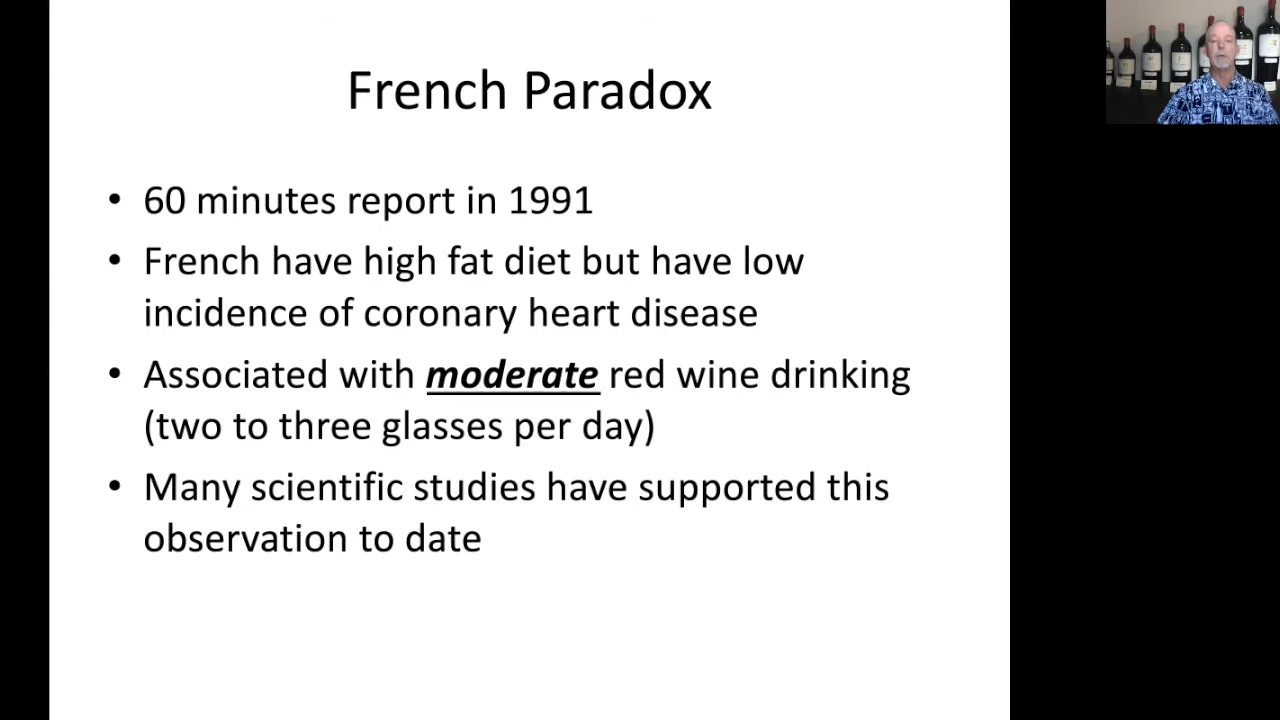 French Paradox
• 60 minutes report in 1991
• French have high fat diet but have low
incidence of coronary heart disease
• Associated with moderate red wine drinking
(two to three glasses per day)
• Many scientific studies have supported this
observation to date